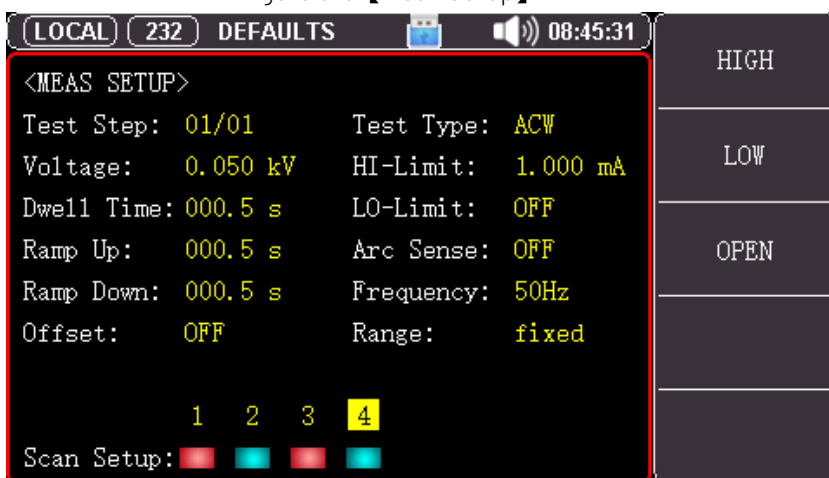 LOCAL 232 DEFAULTS 08:45:31
<MEAS SETUP>
Test Step: 01/01 Test Type: ACW
Voltage: 0.050 kV HI-Limit: 1.000 mA
Dwell Time: 000.5 s LO-Limit: OFF
Ramp Up: 000.5 s Arc Sense: OFF
Ramp Down: 000.5 s Frequency: 50Hz
Offset: OFF Range: fixed
1 2 3 4
Scan Setup:
HIGH
LOW
OPEN